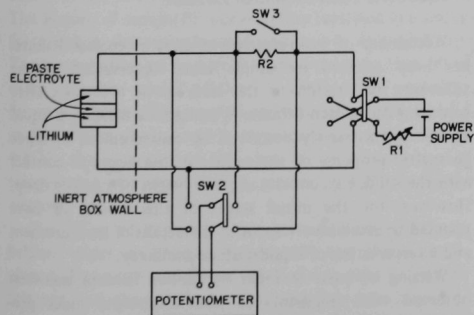 SW 3
R2
PASTE
ELECTROYTE
SW 1
LITHIUM
POWER
SUPPLY
R1
SW 2
INERT ATMOSPHERE
BOX WALL
POTENTIOMETER